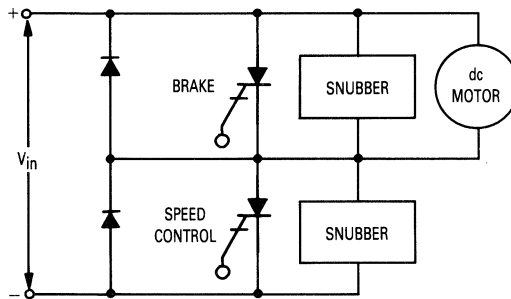 +
BRAKE
SNUBBER
dc
MOTOR
Vin
SPEED
CONTROL
SNUBBER
−